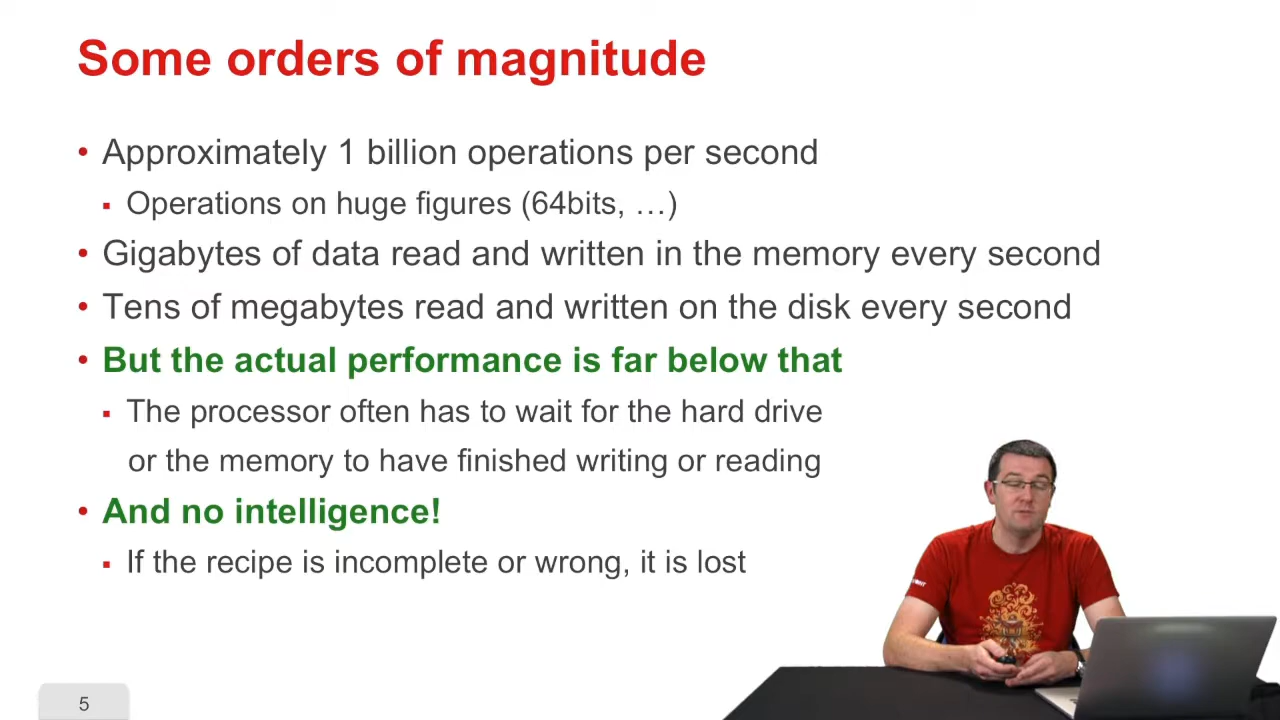 Some orders of magnitude
• Approximately 1 billion operations per second
▪ Operations on huge figures (64bits, …)
• Gigabytes of data read and written in the memory every second
• Tens of megabytes read and written on the disk every second
• But the actual performance is far below that
▪ The processor often has to wait for the hard drive
or the memory to have finished writing or reading
• And no intelligence!
▪ If the recipe is incomplete or wrong, it is lost
5